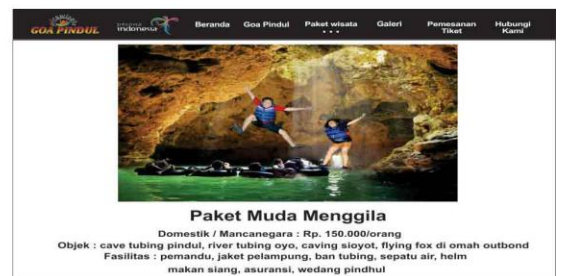 GOA PINDUL
indonesia
Beranda
Goa Pindul
Paket wisata
Galeri
Pemesanan
Tiket
Hubungi
Kami
Paket Muda Menggila
Domestik / Mancanegara : Rp. 150.000/orang
Objek : cave tubing pindul, river tubing oyo, caving sioyot, flying fox di omah outbond
Fasilitas : pemandu, jaket pelampung, ban tubing, sepatu air, helm
makan siang, asuransi, wedang pindhul